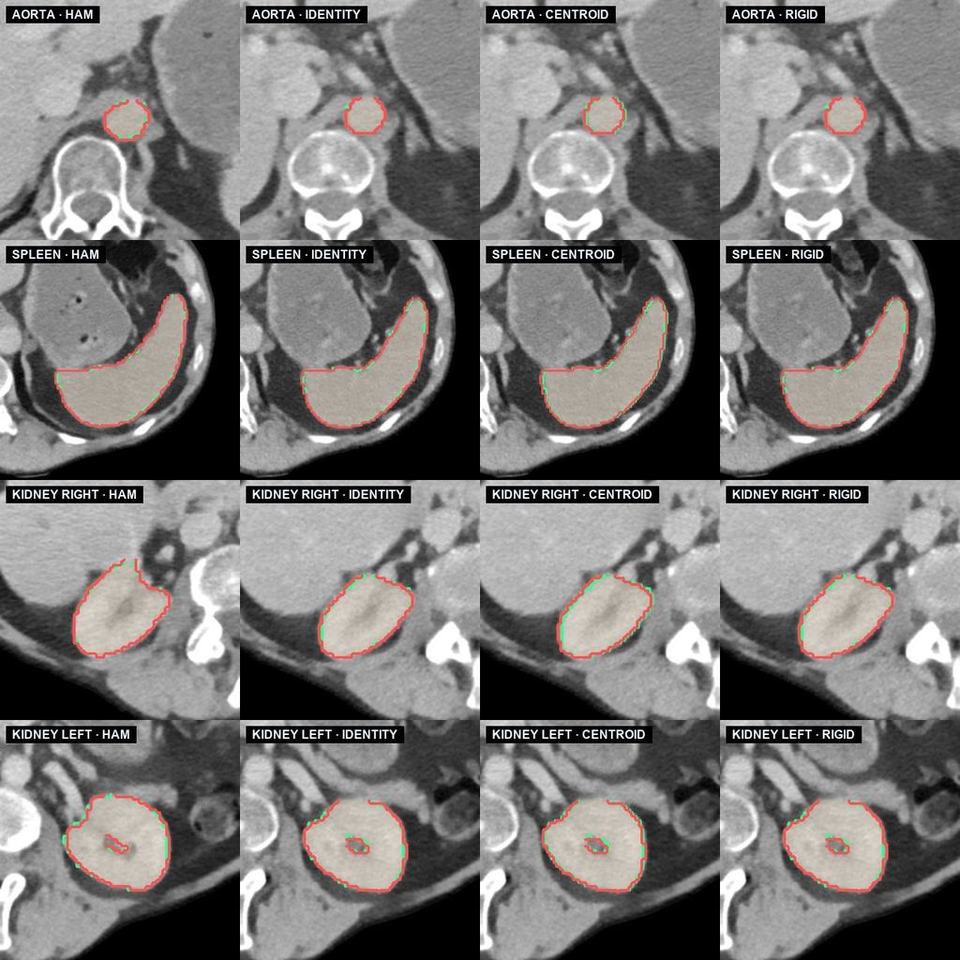 AORTA · HAM
AORTA · IDENTITY
AORTA · CENTROID
AORTA · RIGID
SPLEEN · HAM
SPLEEN · IDENTITY
SPLEEN · CENTROID
SPLEEN · RIGID
KIDNEY RIGHT · HAM
KIDNEY RIGHT · IDENTITY
KIDNEY RIGHT · CENTROID
KIDNEY RIGHT · RIGID
KIDNEY LEFT · HAM
KIDNEY LEFT · IDENTITY
KIDNEY LEFT · CENTROID
KIDNEY LEFT · RIGID